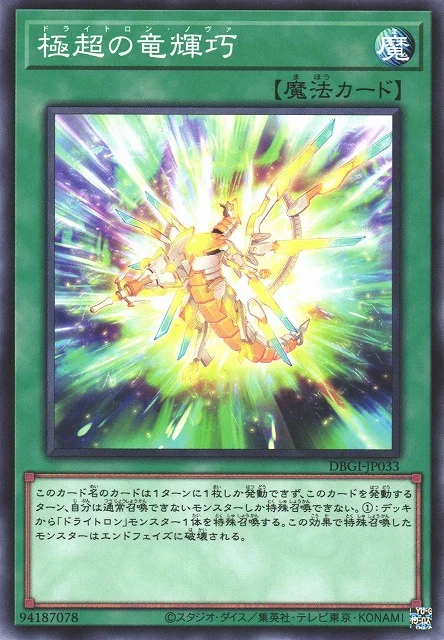 ドライトロン・ノヴァ
極超の竜輝巧
魔
【魔法カード】
まほう
DBGI-JP033
このカード名のカードは1ターンに1枚しか発動できず、このカードを発動する
ターン、自分は通常召喚できないモンスターしか特殊召喚できない。①:デッキ
から「ドライトロン」モンスター1体を特殊召喚する。この効果で特殊召喚した
モンスターはエンドフェイズに破壊される。
94187078
©スタジオ・ダイス/集英社・テレビ東京・KONAMI